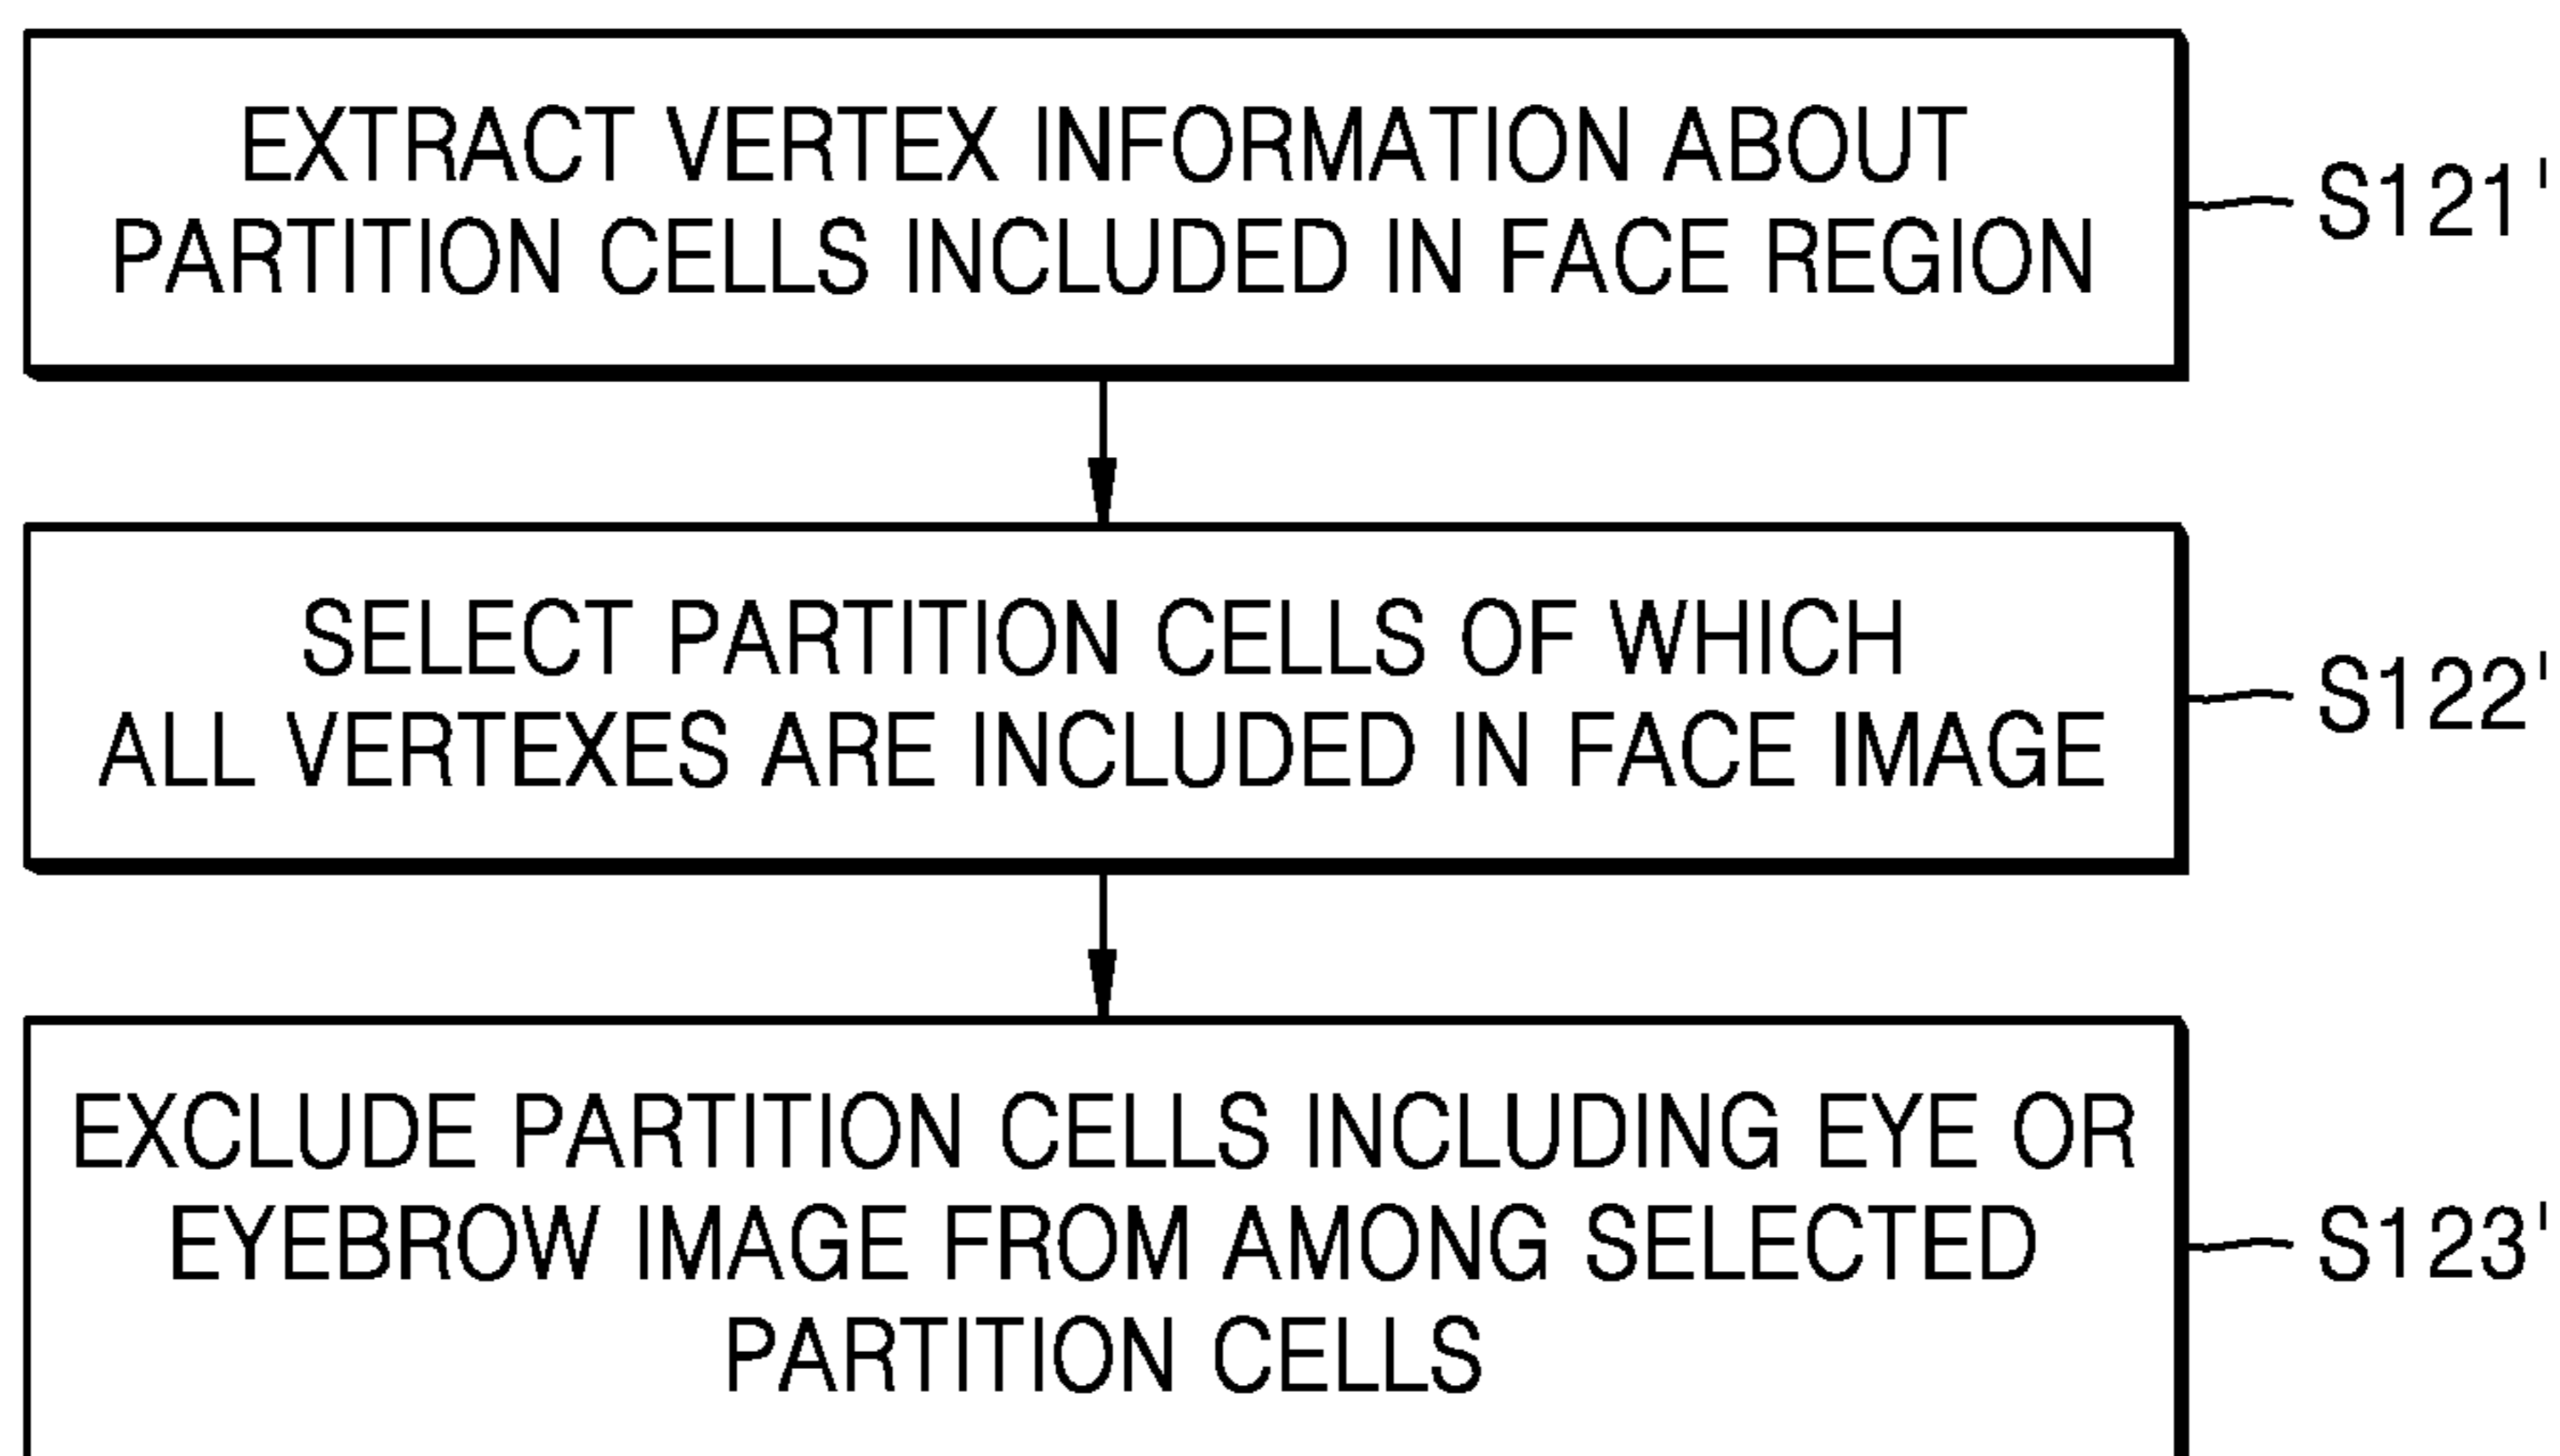 EXTRACT VERTEX INFORMATION ABOUT
PARTITION CELLS INCLUDED IN FACE REGION
S121'
SELECT PARTITION CELLS OF WHICH
ALL VERTEXES ARE INCLUDED IN FACE IMAGE
S122'
EXCLUDE PARTITION CELLS INCLUDING EYE OR
EYEBROW IMAGE FROM AMONG SELECTED
PARTITION CELLS
S123'